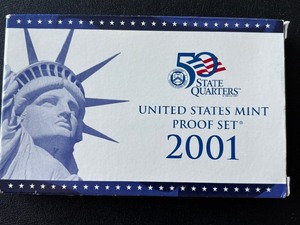 50
STATE
QUARTERS
UNITED STATES MINT
PROOF SET®
2001